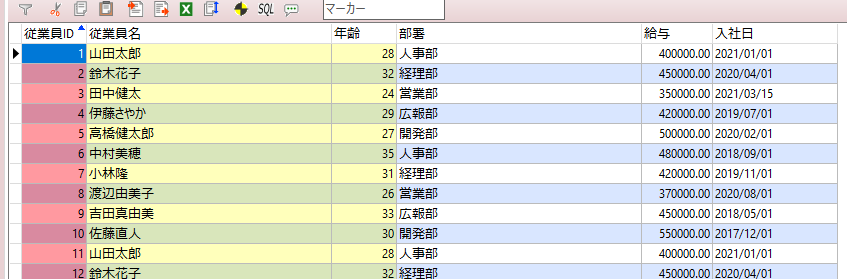 SQL マーカー
従業員ID 従業員名 年齢 部署 給与 入社日
1 山田太郎 28 人事部 400000.00 2021/01/01
2 鈴木花子 32 経理部 450000.00 2020/04/01
3 田中健太 24 営業部 350000.00 2021/03/15
4 伊藤さやか 29 広報部 420000.00 2019/07/01
5 高橋健太郎 27 開発部 500000.00 2020/02/01
6 中村美穂 35 人事部 480000.00 2018/09/01
7 小林隆 31 経理部 420000.00 2019/11/01
8 渡辺由美子 26 営業部 370000.00 2020/08/01
9 吉田真由美 33 広報部 450000.00 2018/05/01
10 佐藤直人 30 開発部 550000.00 2017/12/01
11 山田太郎 28 人事部 400000.00 2021/01/01
12 鈴木花子 32 経理部 450000.00 2020/04/01